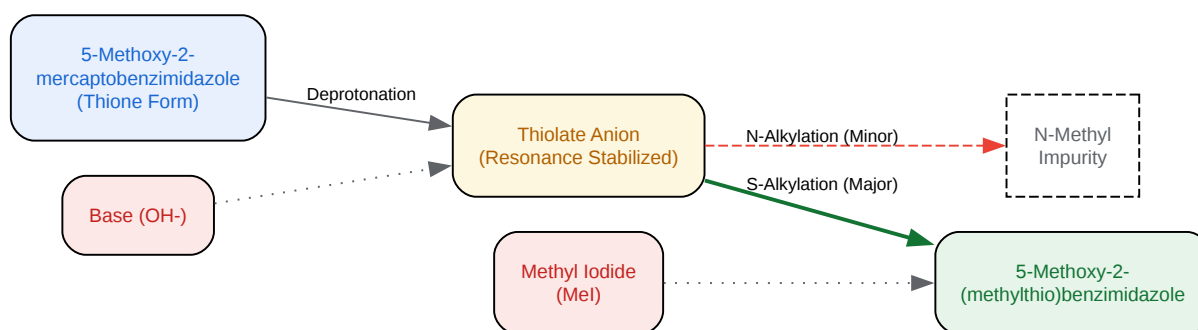 5-Methoxy-2-
mercaptobenzimidazole
(Thione Form)
Deprotonation
Base (OH-)
Thiolate Anion
(Resonance Stabilized)
N-Alkylation (Minor)
S-Alkylation (Major)
N-Methyl
Impurity
Methyl Iodide
(MeI)
5-Methoxy-2-
(methylthio)benzimidazole